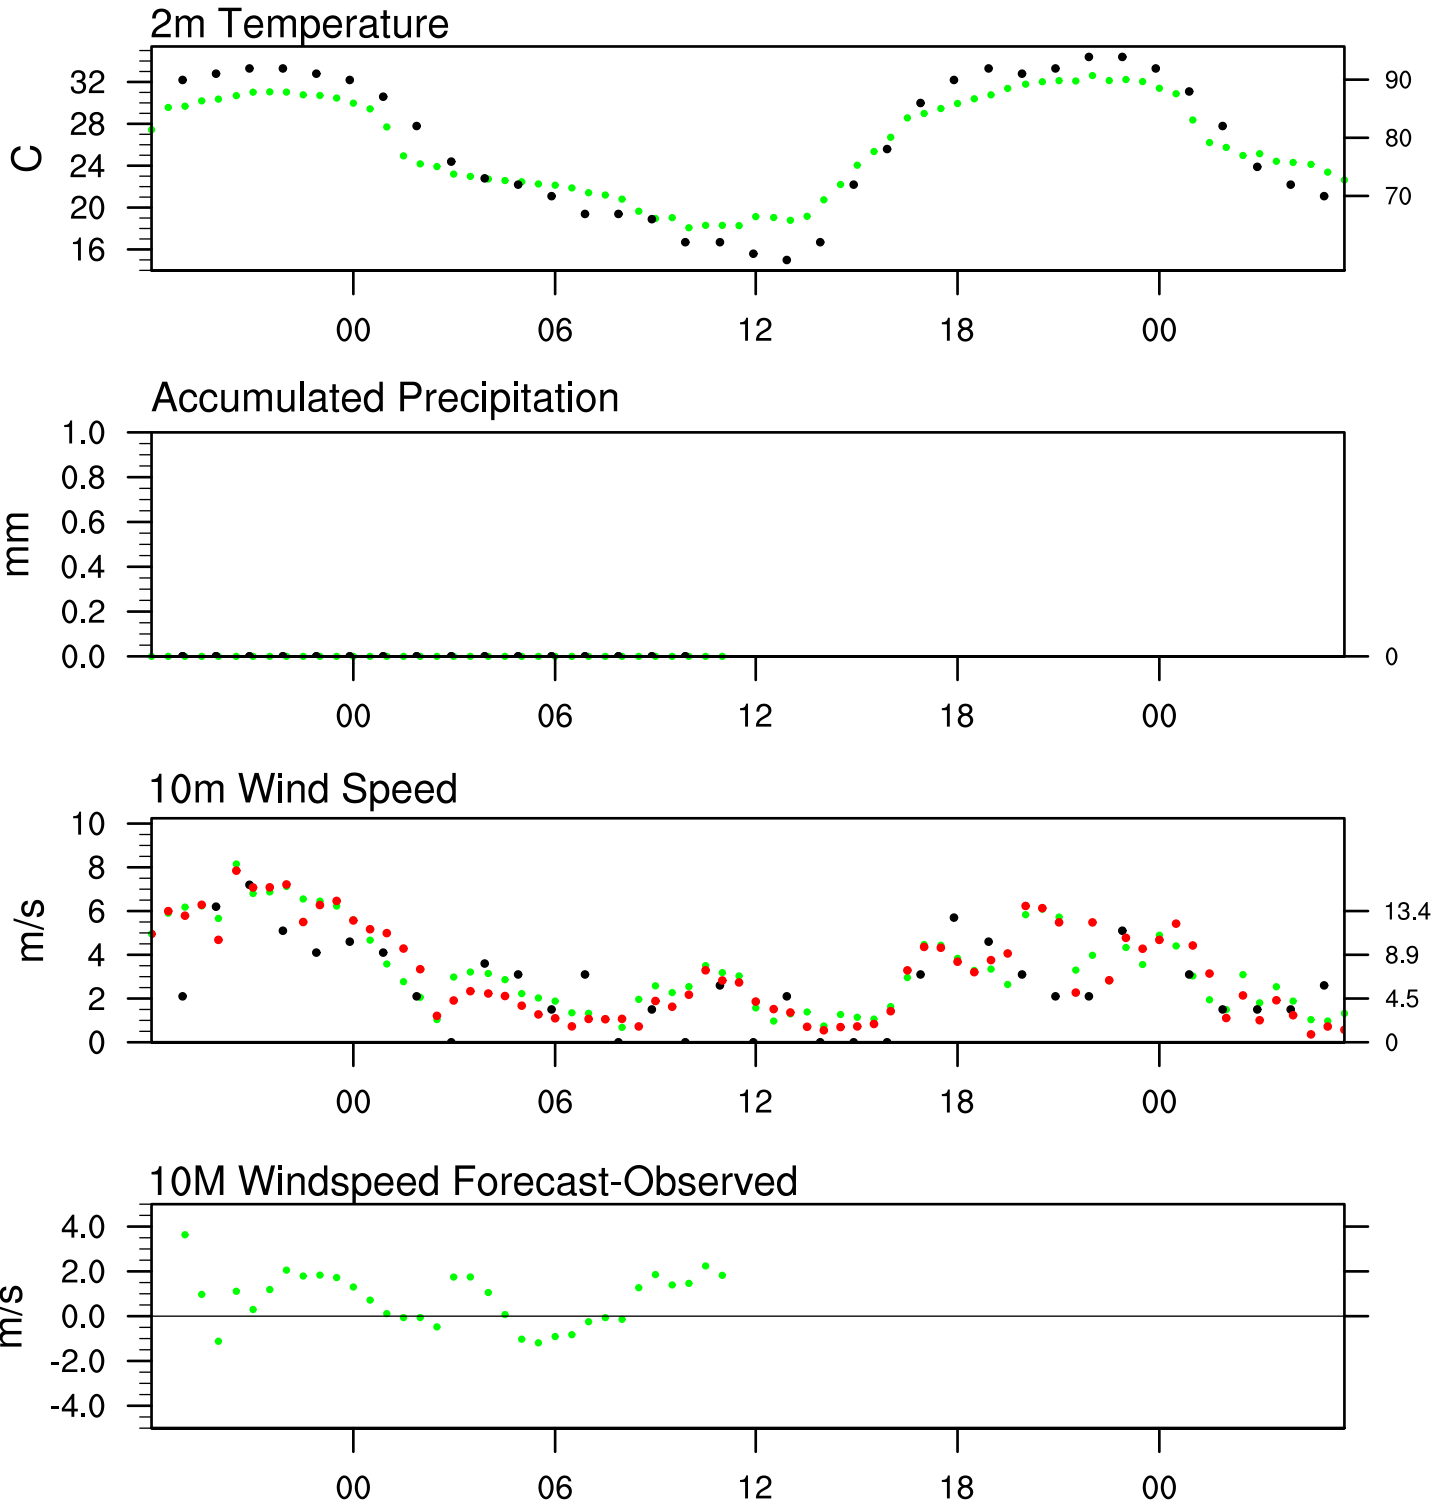 2m Temperature
C
32
28
24
20
16
90
80
70
00 06 12 18 00
Accumulated Precipitation
mm
1.0
0.8
0.6
0.4
0.2
0.0
0
00 06 12 18 00
10m Wind Speed
m/s
10
8
6
4
2
0
13.4
8.9
4.5
0
00 06 12 18 00
10M Windspeed Forecast-Observed
m/s
4.0
2.0
0.0
-2.0
-4.0
00 06 12 18 00